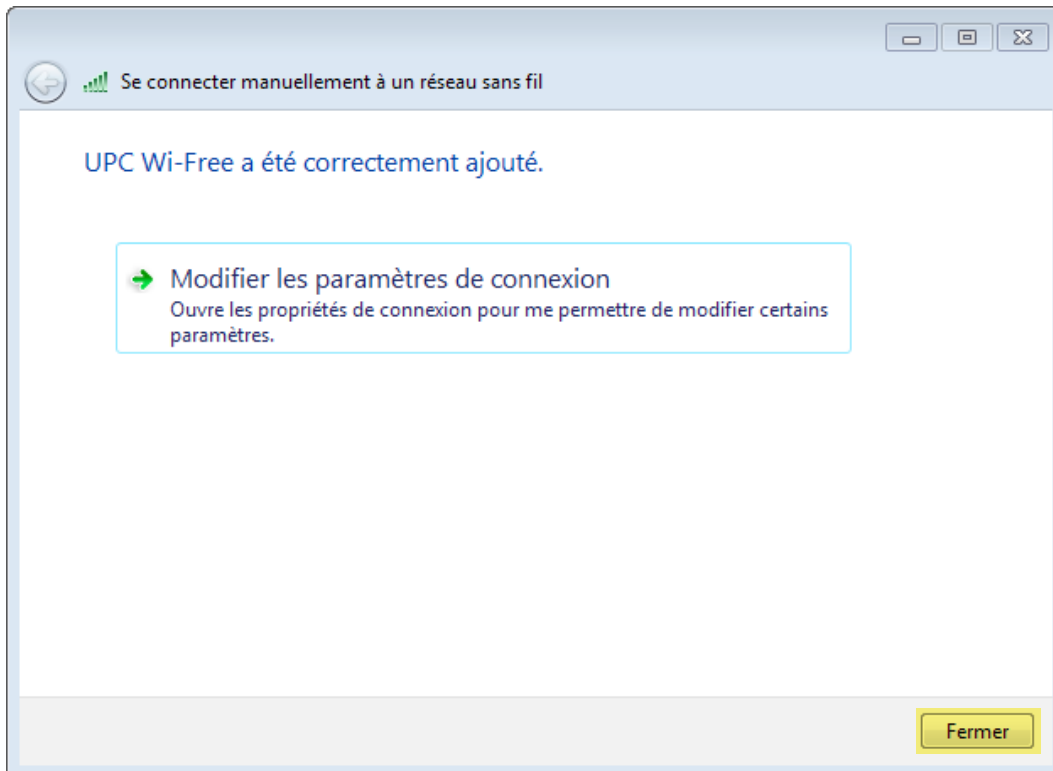 Se connecter manuellement à un réseau sans fil
UPC Wi-Free a été correctement ajouté.
Modifier les paramètres de connexion
Ouvre les propriétés de connexion pour me permettre de modifier certains
paramètres.
Fermer